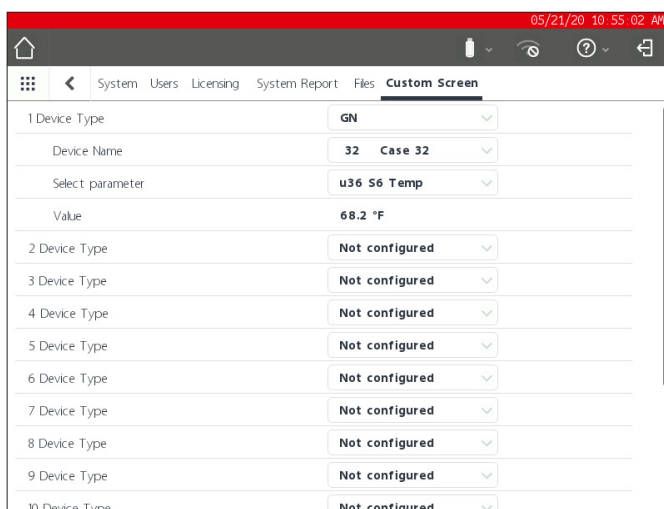 05/21/20 10:55:02 AM
System Users Licensing System Report Files Custom Screen
1 Device Type GN
Device Name 32 Case 32
Select parameter u36 S6 Temp
Value 68.2 °F
2 Device Type Not configured
3 Device Type Not configured
4 Device Type Not configured
5 Device Type Not configured
6 Device Type Not configured
7 Device Type Not configured
8 Device Type Not configured
9 Device Type Not configured
10 Device Type Not configured